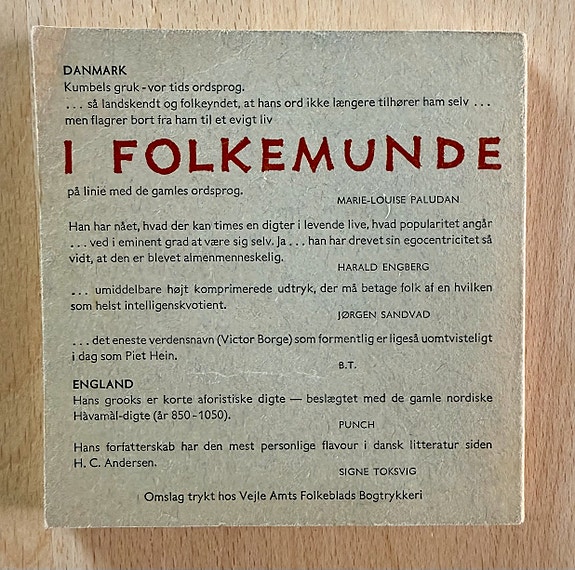 DANMARK
Kumbels gruk - vor tids ordsprog.
... så landskendt og folkeyndet, at hans ord ikke længere tilhører ham selv ...
men flagrer bort fra ham til et evigt liv
I FOLKEMUNDE
på linie med de gamles ordsprog.
MARIE-LOUISE PALUDAN
Han har nået, hvad der kan times en digter i levende live, hvad popularitet angår
... ved i eminent grad at være sig selv. Ja ... han har drevet sin egocentricitet så
vidt, at den er blevet almenmenneskelig.
HARALD ENGBERG
... umiddelbare højt komprimerede udtryk, der må betage folk af en hvilken
som helst intelligenskvotient.
JØRGEN SANDVAD
... det eneste verdensnavn (Victor Borge) som formentlig er ligeså uomtvisteligt
i dag som Piet Hein.
B.T.
ENGLAND
Hans grooks er korte aforistiske digte — beslægtet med de gamle nordiske
Hàvamàl-digte (år 850-1050).
PUNCH
Hans forfatterskab har den mest personlige flavour i dansk litteratur siden
H. C. Andersen.
SIGNE TOKSVIG
Omslag trykt hos Vejle Amts Folkeblads Bogtrykkeri